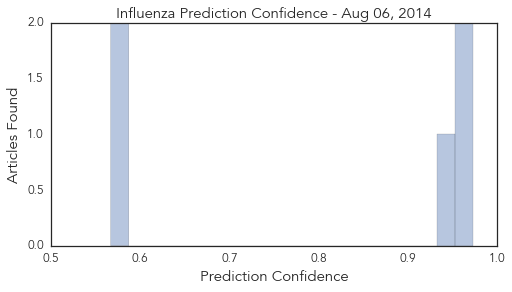 Influenza Prediction Confidence - Aug 06, 2014
Articles Found
2.0
1.5
1.0
0.5
0.0
0.5 0.6 0.7 0.8 0.9 1.0
Prediction Confidence